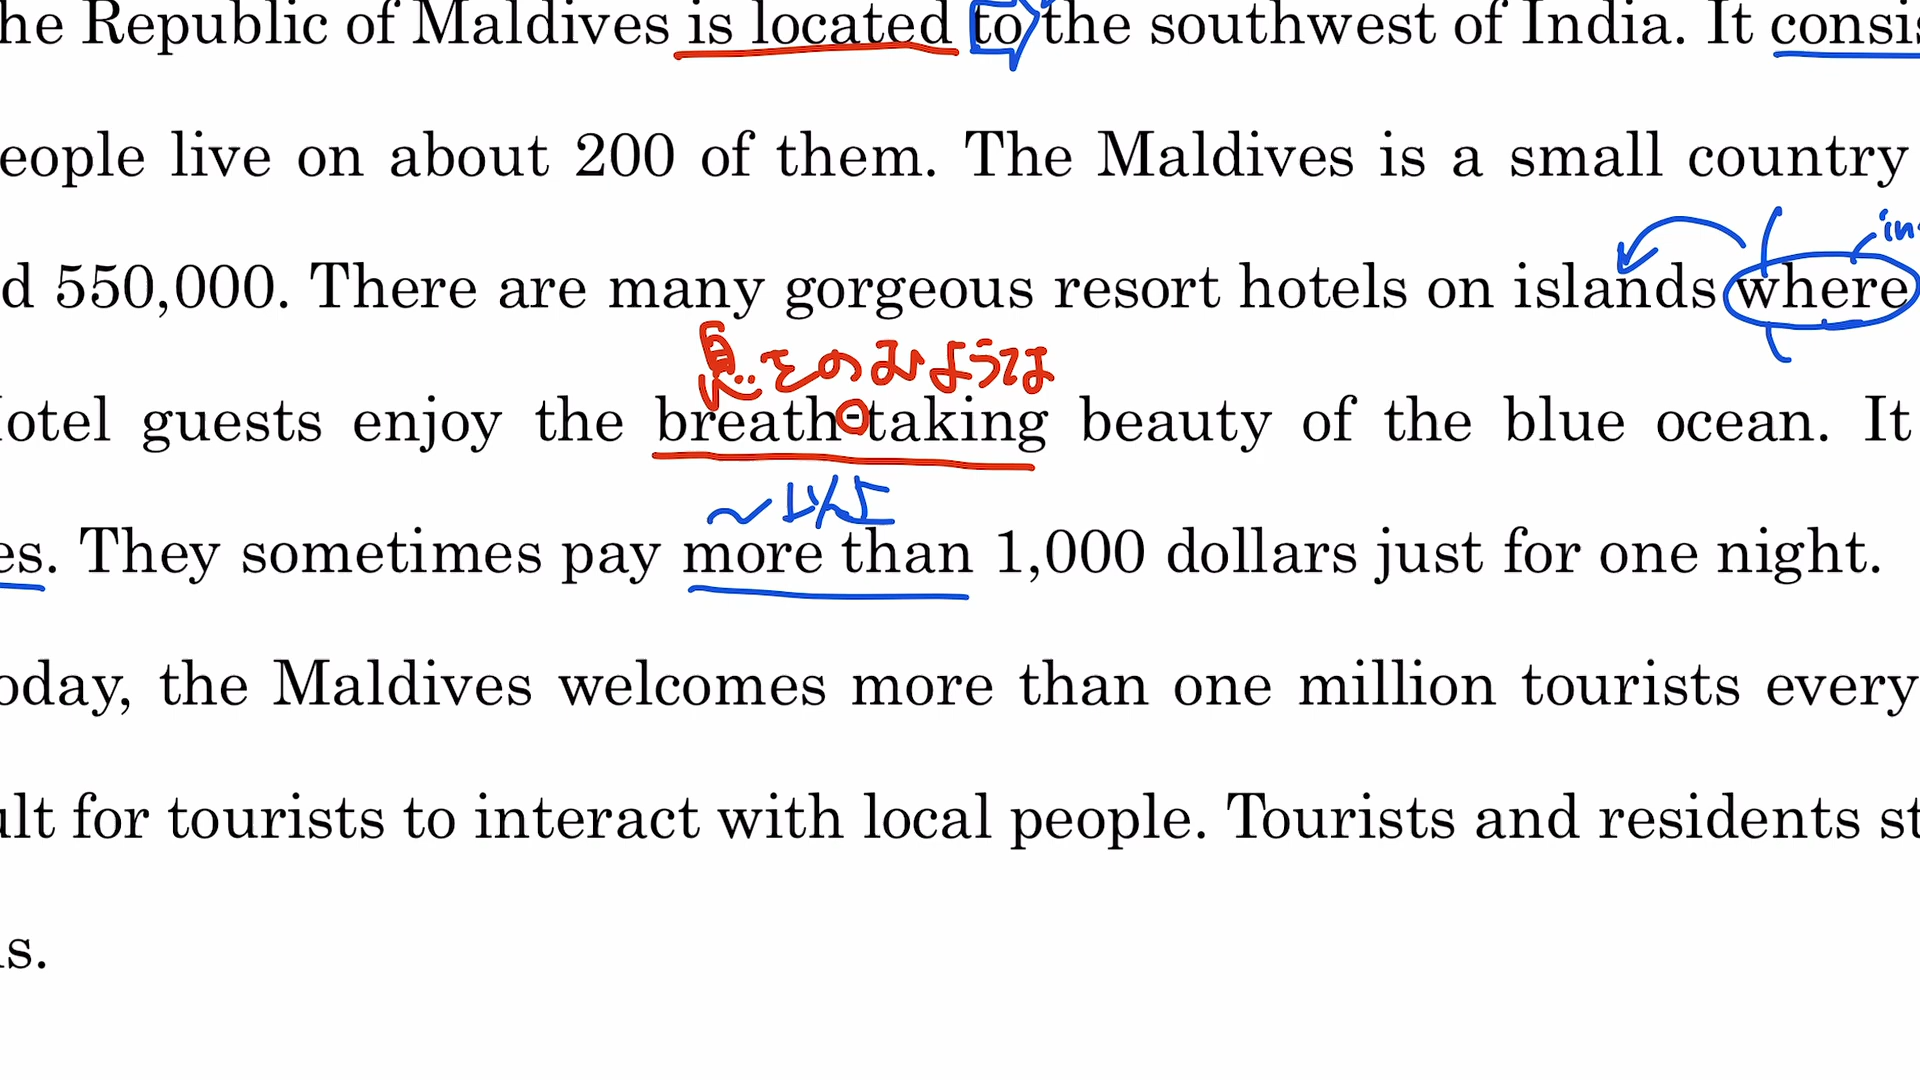 he Republic of Maldives is located to the southwest of India. It consis
eople live on about 200 of them. The Maldives is a small country
in
d 550,000. There are many gorgeous resort hotels on islands where
息をのむような
otel guests enjoy the breath-taking beauty of the blue ocean. It
～以上
es. They sometimes pay more than 1,000 dollars just for one night.
oday, the Maldives welcomes more than one million tourists every
ult for tourists to interact with local people. Tourists and residents st
s.